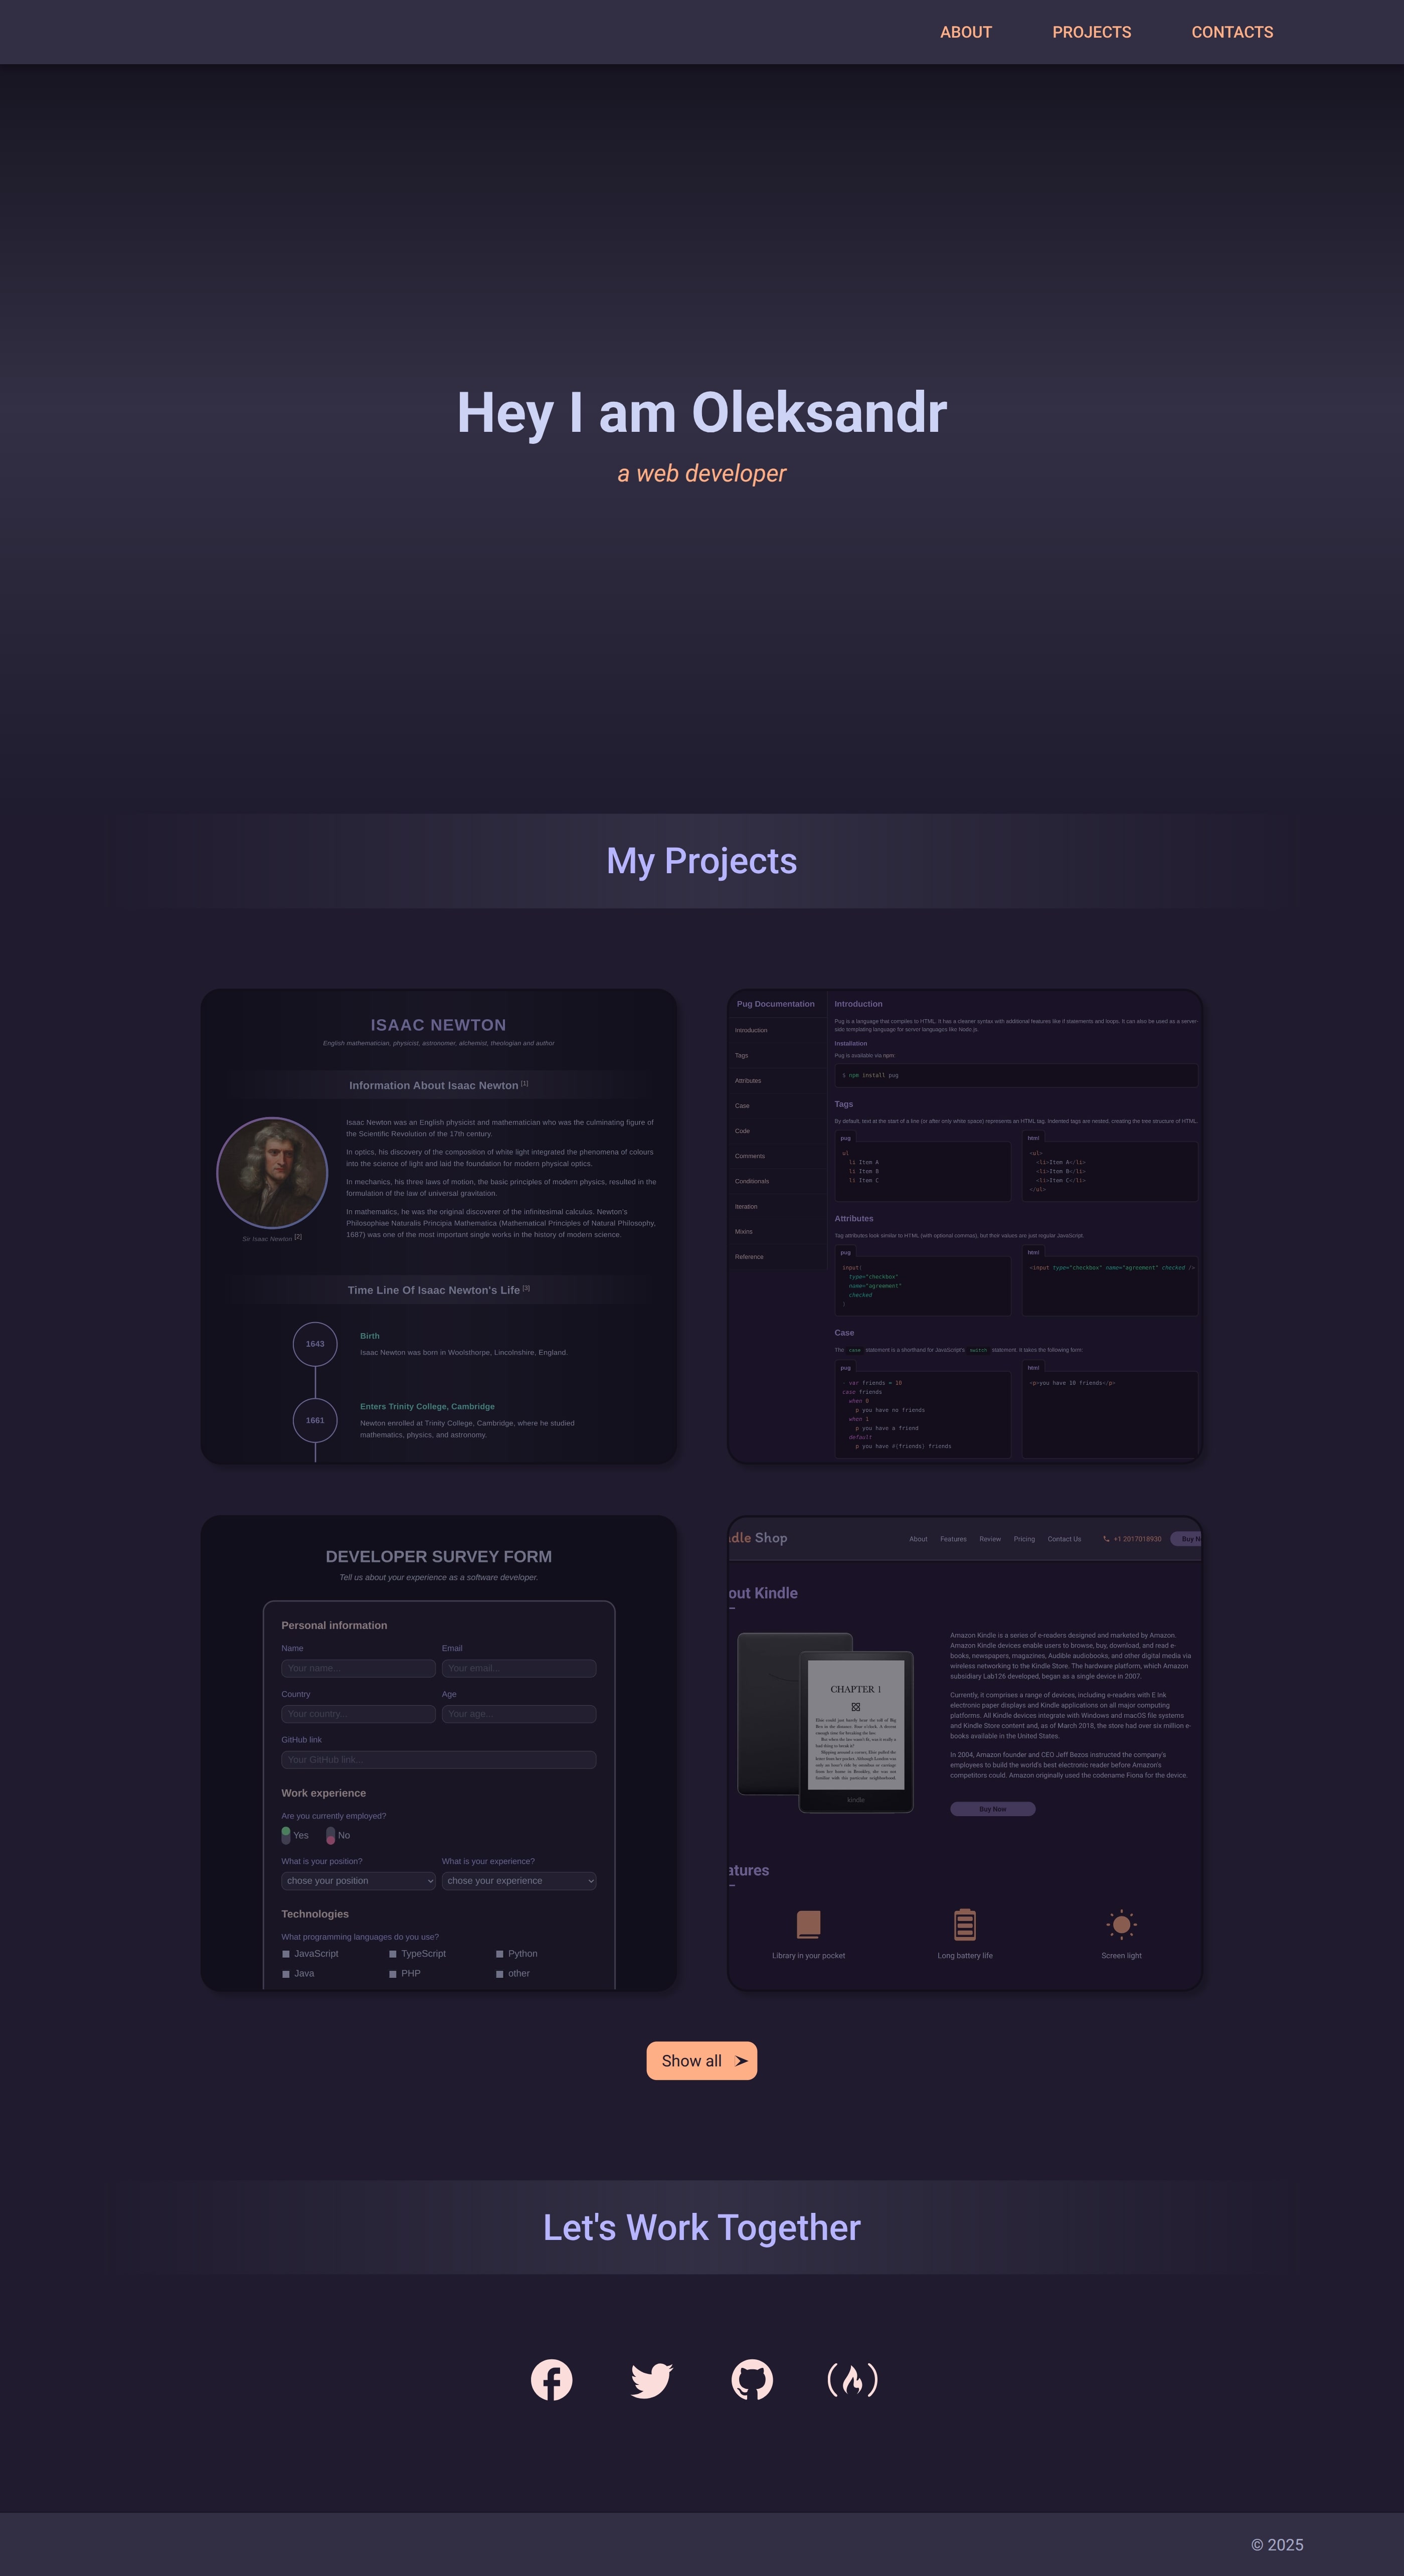 ABOUT PROJECTS CONTACTS
Hey I am Oleksandr
a web developer
My Projects
ISAAC NEWTON
English mathematician, physicist, astronomer, alchemist, theologian and author
Information About Isaac Newton [1]
Isaac Newton was an English physicist and mathematician who was the culminating figure of
the Scientific Revolution of the 17th century.
In optics, his discovery of the composition of white light integrated the phenomena of colours
into the science of light and laid the foundation for modern physical optics.
In mechanics, his three laws of motion, the basic principles of modern physics, resulted in the
formulation of the law of universal gravitation.
In mathematics, he was the original discoverer of the infinitesimal calculus. Newton's
Philosophiae Naturalis Principia Mathematica (Mathematical Principles of Natural Philosophy,
1687) was one of the most important single works in the history of modern science.
Sir Isaac Newton [2]
Time Line Of Isaac Newton's Life [3]
1643
Birth
Isaac Newton was born in Woolsthorpe, Lincolnshire, England.
1661
Enters Trinity College, Cambridge
Newton enrolled at Trinity College, Cambridge, where he studied
mathematics, physics, and astronomy.
Pug Documentation
Introduction
Tags
Attributes
Case
Code
Comments
Conditionals
Iteration
Mixins
Reference
Introduction
Pug is a language that compiles to HTML. It has a cleaner syntax with additional features like if statements and loops. It can also be used as a server-
side templating language for server languages like Node.js.
Installation
Pug is available via npm:
$ npm install pug
Tags
By default, text at the start of a line (or after only white space) represents an HTML tag. Indented tags are nested, creating the tree structure of HTML.
pug
ul
li Item A
li Item B
li Item C
html
<ul>
<li>Item A</li>
<li>Item B</li>
<li>Item C</li>
</ul>
Attributes
Tag attributes look similar to HTML (with optional commas), but their values are just regular JavaScript.
pug
input(
type="checkbox"
name="agreement"
checked
)
html
<input type="checkbox" name="agreement" checked />
Case
The case statement is a shorthand for JavaScript's switch statement. It takes the following form:
pug
- var friends = 10
case friends
when 0
p you have no friends
when 1
p you have a friend
default
p you have #{friends} friends
html
<p>you have 10 friends</p>
DEVELOPER SURVEY FORM
Tell us about your experience as a software developer.
Personal information
Name Email
Your name... Your email...
Country Age
Your country... Your age...
GitHub link
Your GitHub link...
Work experience
Are you currently employed?
Yes No
What is your position? What is your experience?
chose your position chose your experience
Technologies
What programming languages do you use?
JavaScript TypeScript Python
Java PHP other
dle Shop About Features Review Pricing Contact Us +1 2017018930 Buy N
out Kindle
CHAPTER 1
kindle
Amazon Kindle is a series of e-readers designed and marketed by Amazon.
Amazon Kindle devices enable users to browse, buy, download, and read e-
books, newspapers, magazines, Audible audiobooks, and other digital media via
wireless networking to the Kindle Store. The hardware platform, which Amazon
subsidiary Lab126 developed, began as a single device in 2007.
Currently, it comprises a range of devices, including e-readers with E Ink
electronic paper displays and Kindle applications on all major computing
platforms. All Kindle devices integrate with Windows and macOS file systems
and Kindle Store content and, as of March 2018, the store had over six million e-
books available in the United States.
In 2004, Amazon founder and CEO Jeff Bezos instructed the company's
employees to build the world's best electronic reader before Amazon's
competitors could. Amazon originally used the codename Fiona for the device.
Buy Now
atures
Library in your pocket Long battery life Screen light
Show all
Let's Work Together
© 2025